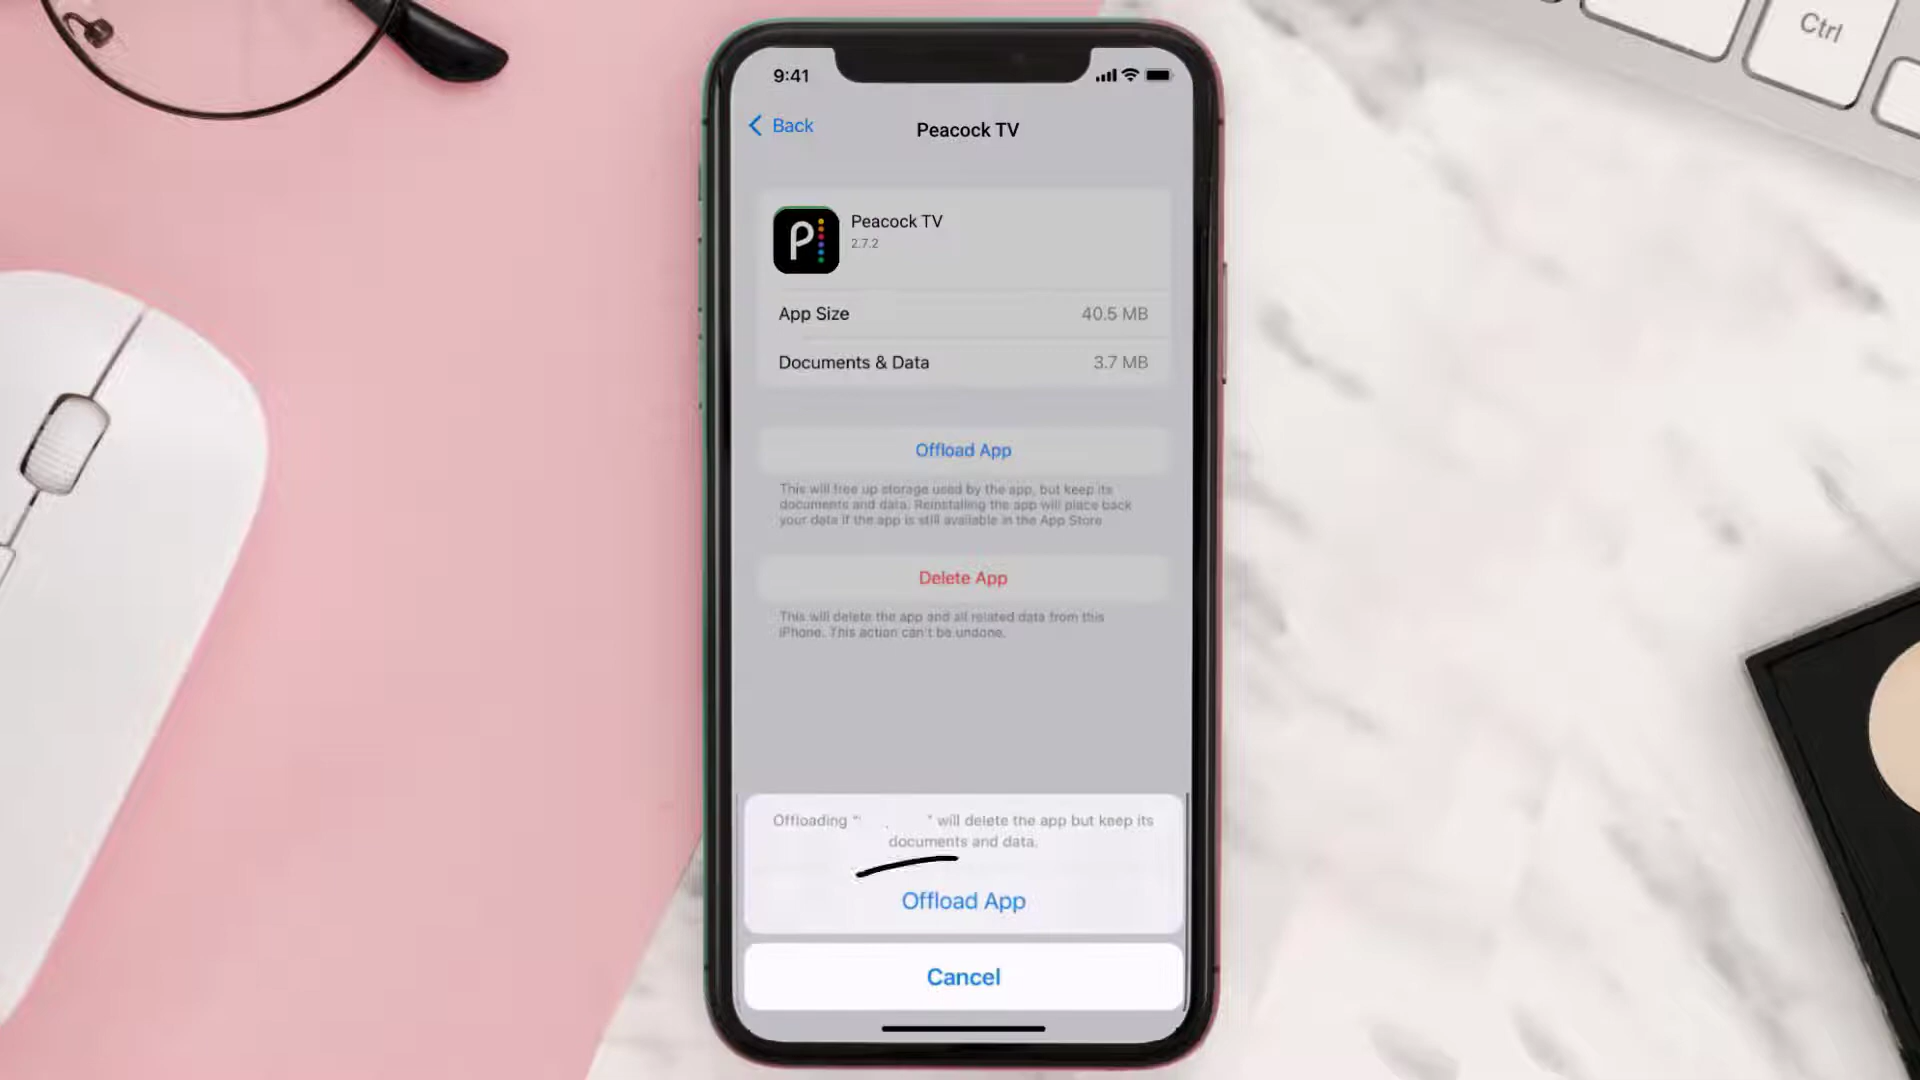 Ctrl
9:41
Back
Peacock TV
Peacock TV
2.7.2
App Size 40.5 MB
Documents & Data 3.7 MB
Offload App
This will free up storage used by the app, but keep its
documents and data. Reinstalling the app will place back
your data if the app is still available in the App Store
Delete App
This will delete the app and all related data from this
iPhone. This action can't be undone.
Offloading " " will delete the app but keep its
documents and data.
Offload App
Cancel